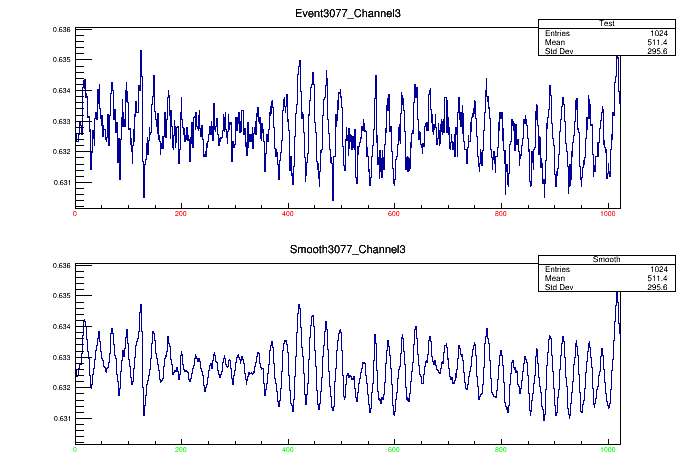 Event3077_Channel3
Test
Entries 1024
Mean 511.4
Std Dev 295.6
0.636
0.635
0.634
0.633
0.632
0.631
0 200 400 600 800 1000
Smooth3077_Channel3
Smooth
Entries 1024
Mean 511.4
Std Dev 295.6
0.636
0.635
0.634
0.633
0.632
0.631
0 200 400 600 800 1000